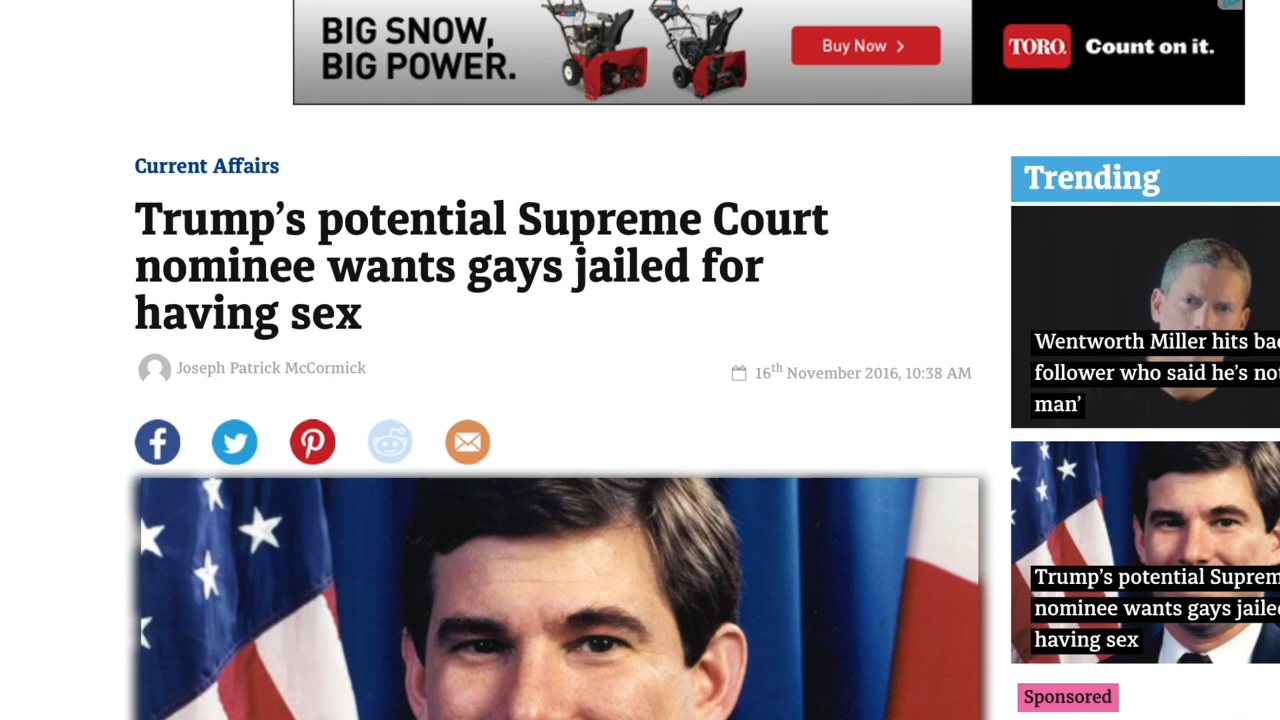 BIG SNOW,
BIG POWER.
Buy Now >
TORO. Count on it.
Current Affairs
Trump’s potential Supreme Court
nominee wants gays jailed for
having sex
Joseph Patrick McCormick
16th November 2016, 10:38 AM
Trending
Wentworth Miller hits
follower who said he’s
man’
Trump’s potential
nominee wants gays
having sex
Sponsored